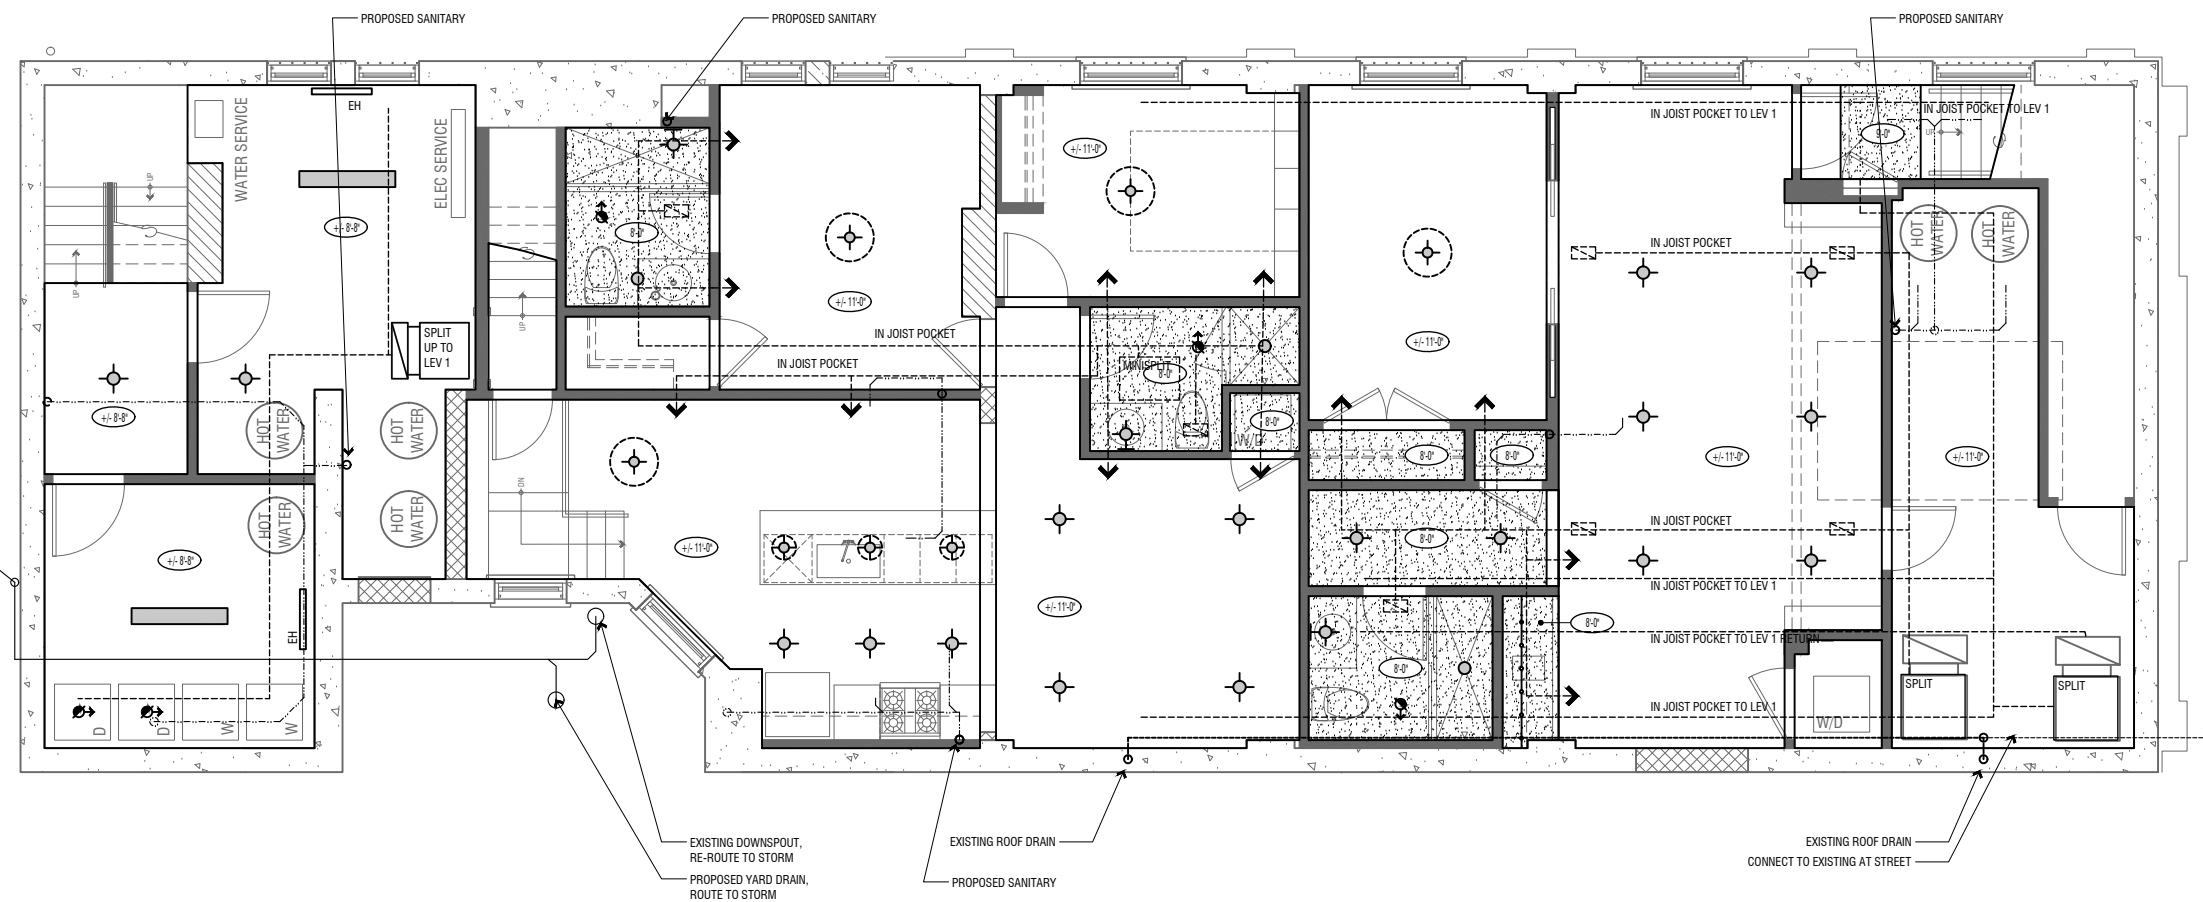 PROPOSED SANITARY
PROPOSED SANITARY
PROPOSED SANITARY
EH
WATER SERVICE
ELEC SERVICE
IN JOIST POCKET TO LEV 1
IN JOIST POCKET TO LEV 1
+/- 11'-0"
9'-0"
UP
UP
UP
+/- 8'-8"
8'-0"
HOT
WATER
HOT
WATER
IN JOIST POCKET
UP
+/- 11'-0"
UP
SPLIT
UP TO
LEV 1
IN JOIST POCKET
IN JOIST POCKET
+/- 11'-0"
MINISPLIT
8'-0"
+/- 8'-8"
HOT
WATER
HOT
WATER
8'-0"
W/D
8'-0"
8'-0"
+/- 11'-0"
+/- 11'-0"
DN
HOT
WATER
HOT
WATER
IN JOIST POCKET
+/- 8'-8"
+/- 11'-0"
8'-0"
IN JOIST POCKET TO LEV 1
+/- 11'-0"
8'-0"
EH
IN JOIST POCKET TO LEV 1 RETURN
8'-0"
SPLIT
SPLIT
IN JOIST POCKET TO LEV 1
D
D
W
W
W/D
EXISTING DOWNSPOUT,
RE-ROUTE TO STORM
EXISTING ROOF DRAIN
EXISTING ROOF DRAIN
CONNECT TO EXISTING AT STREET
PROPOSED YARD DRAIN,
ROUTE TO STORM
PROPOSED SANITARY